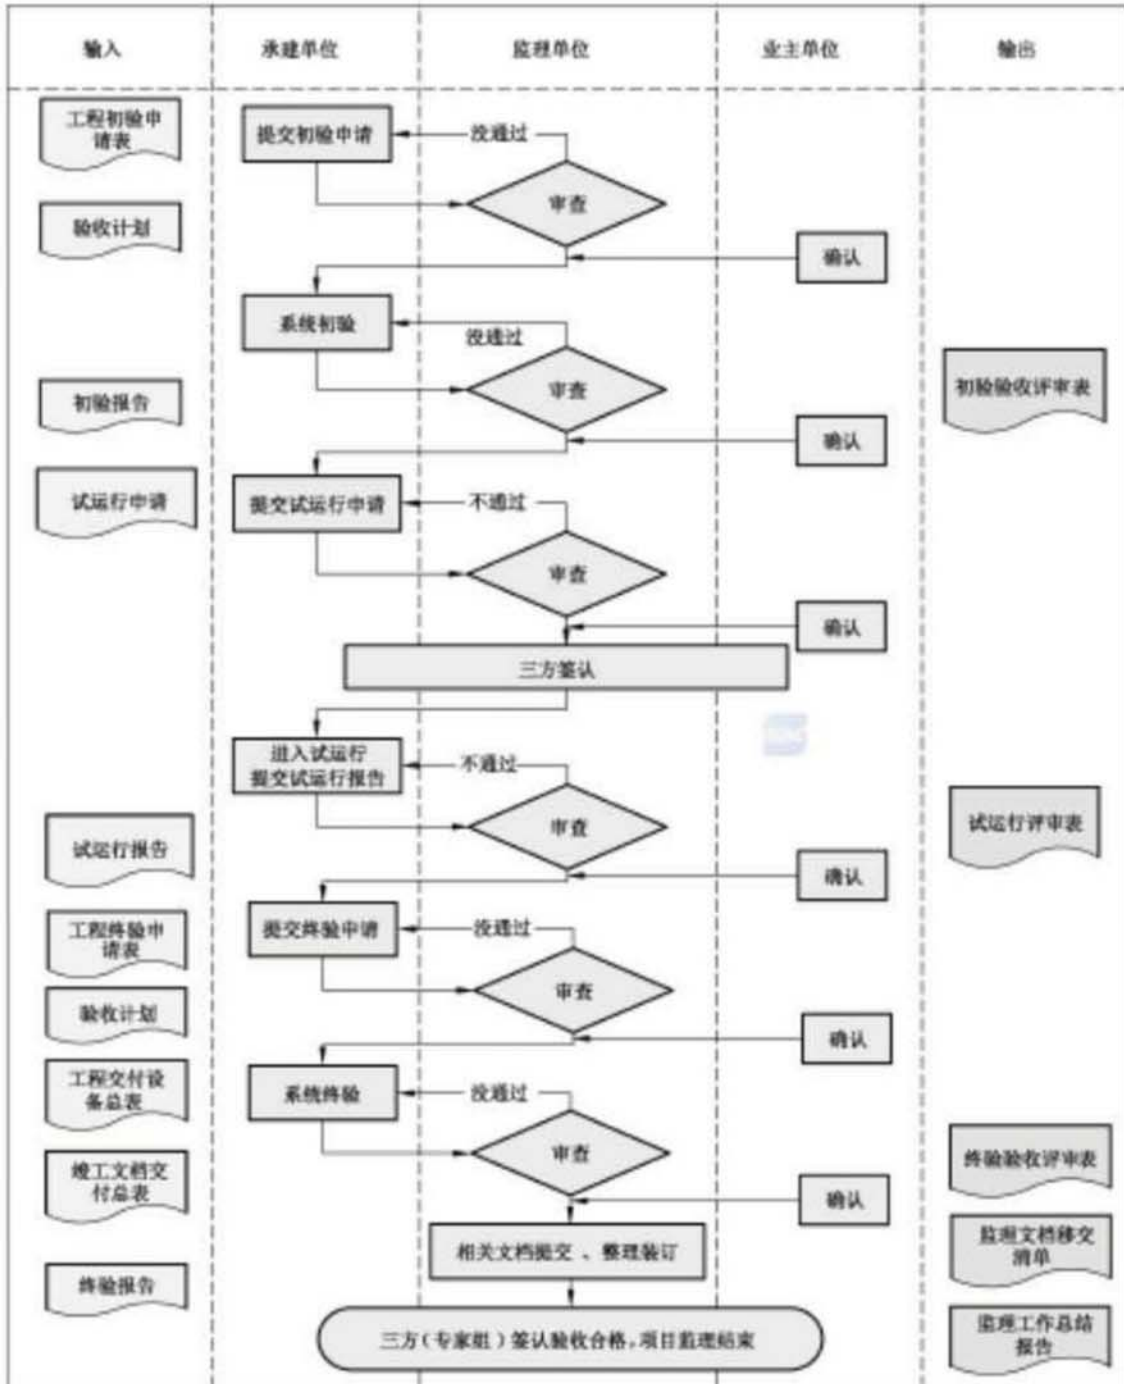 输入
承建单位
监理单位
业主单位
输出
工程初验申
请表
提交初验申请
没通过
审查
验收计划
确认
系统初验
没通过
审查
初验验收评审表
初验报告
确认
试运行申请
提交试运行申请
不通过
审查
确认
三方签认
进入试运行
提交试运行报告
不通过
审查
试运行评审表
试运行报告
确认
工程终验申
请表
提交终验申请
没通过
审查
验收计划
确认
工程交付设
备总表
系统终验
没通过
审查
终验验收评审表
竣工文档交
付总表
确认
相关文档提交 、整理装订
监理文档移交
清单
终验报告
三方(专家组)签认验收合格,项目监理结束
监理工作总结
报告